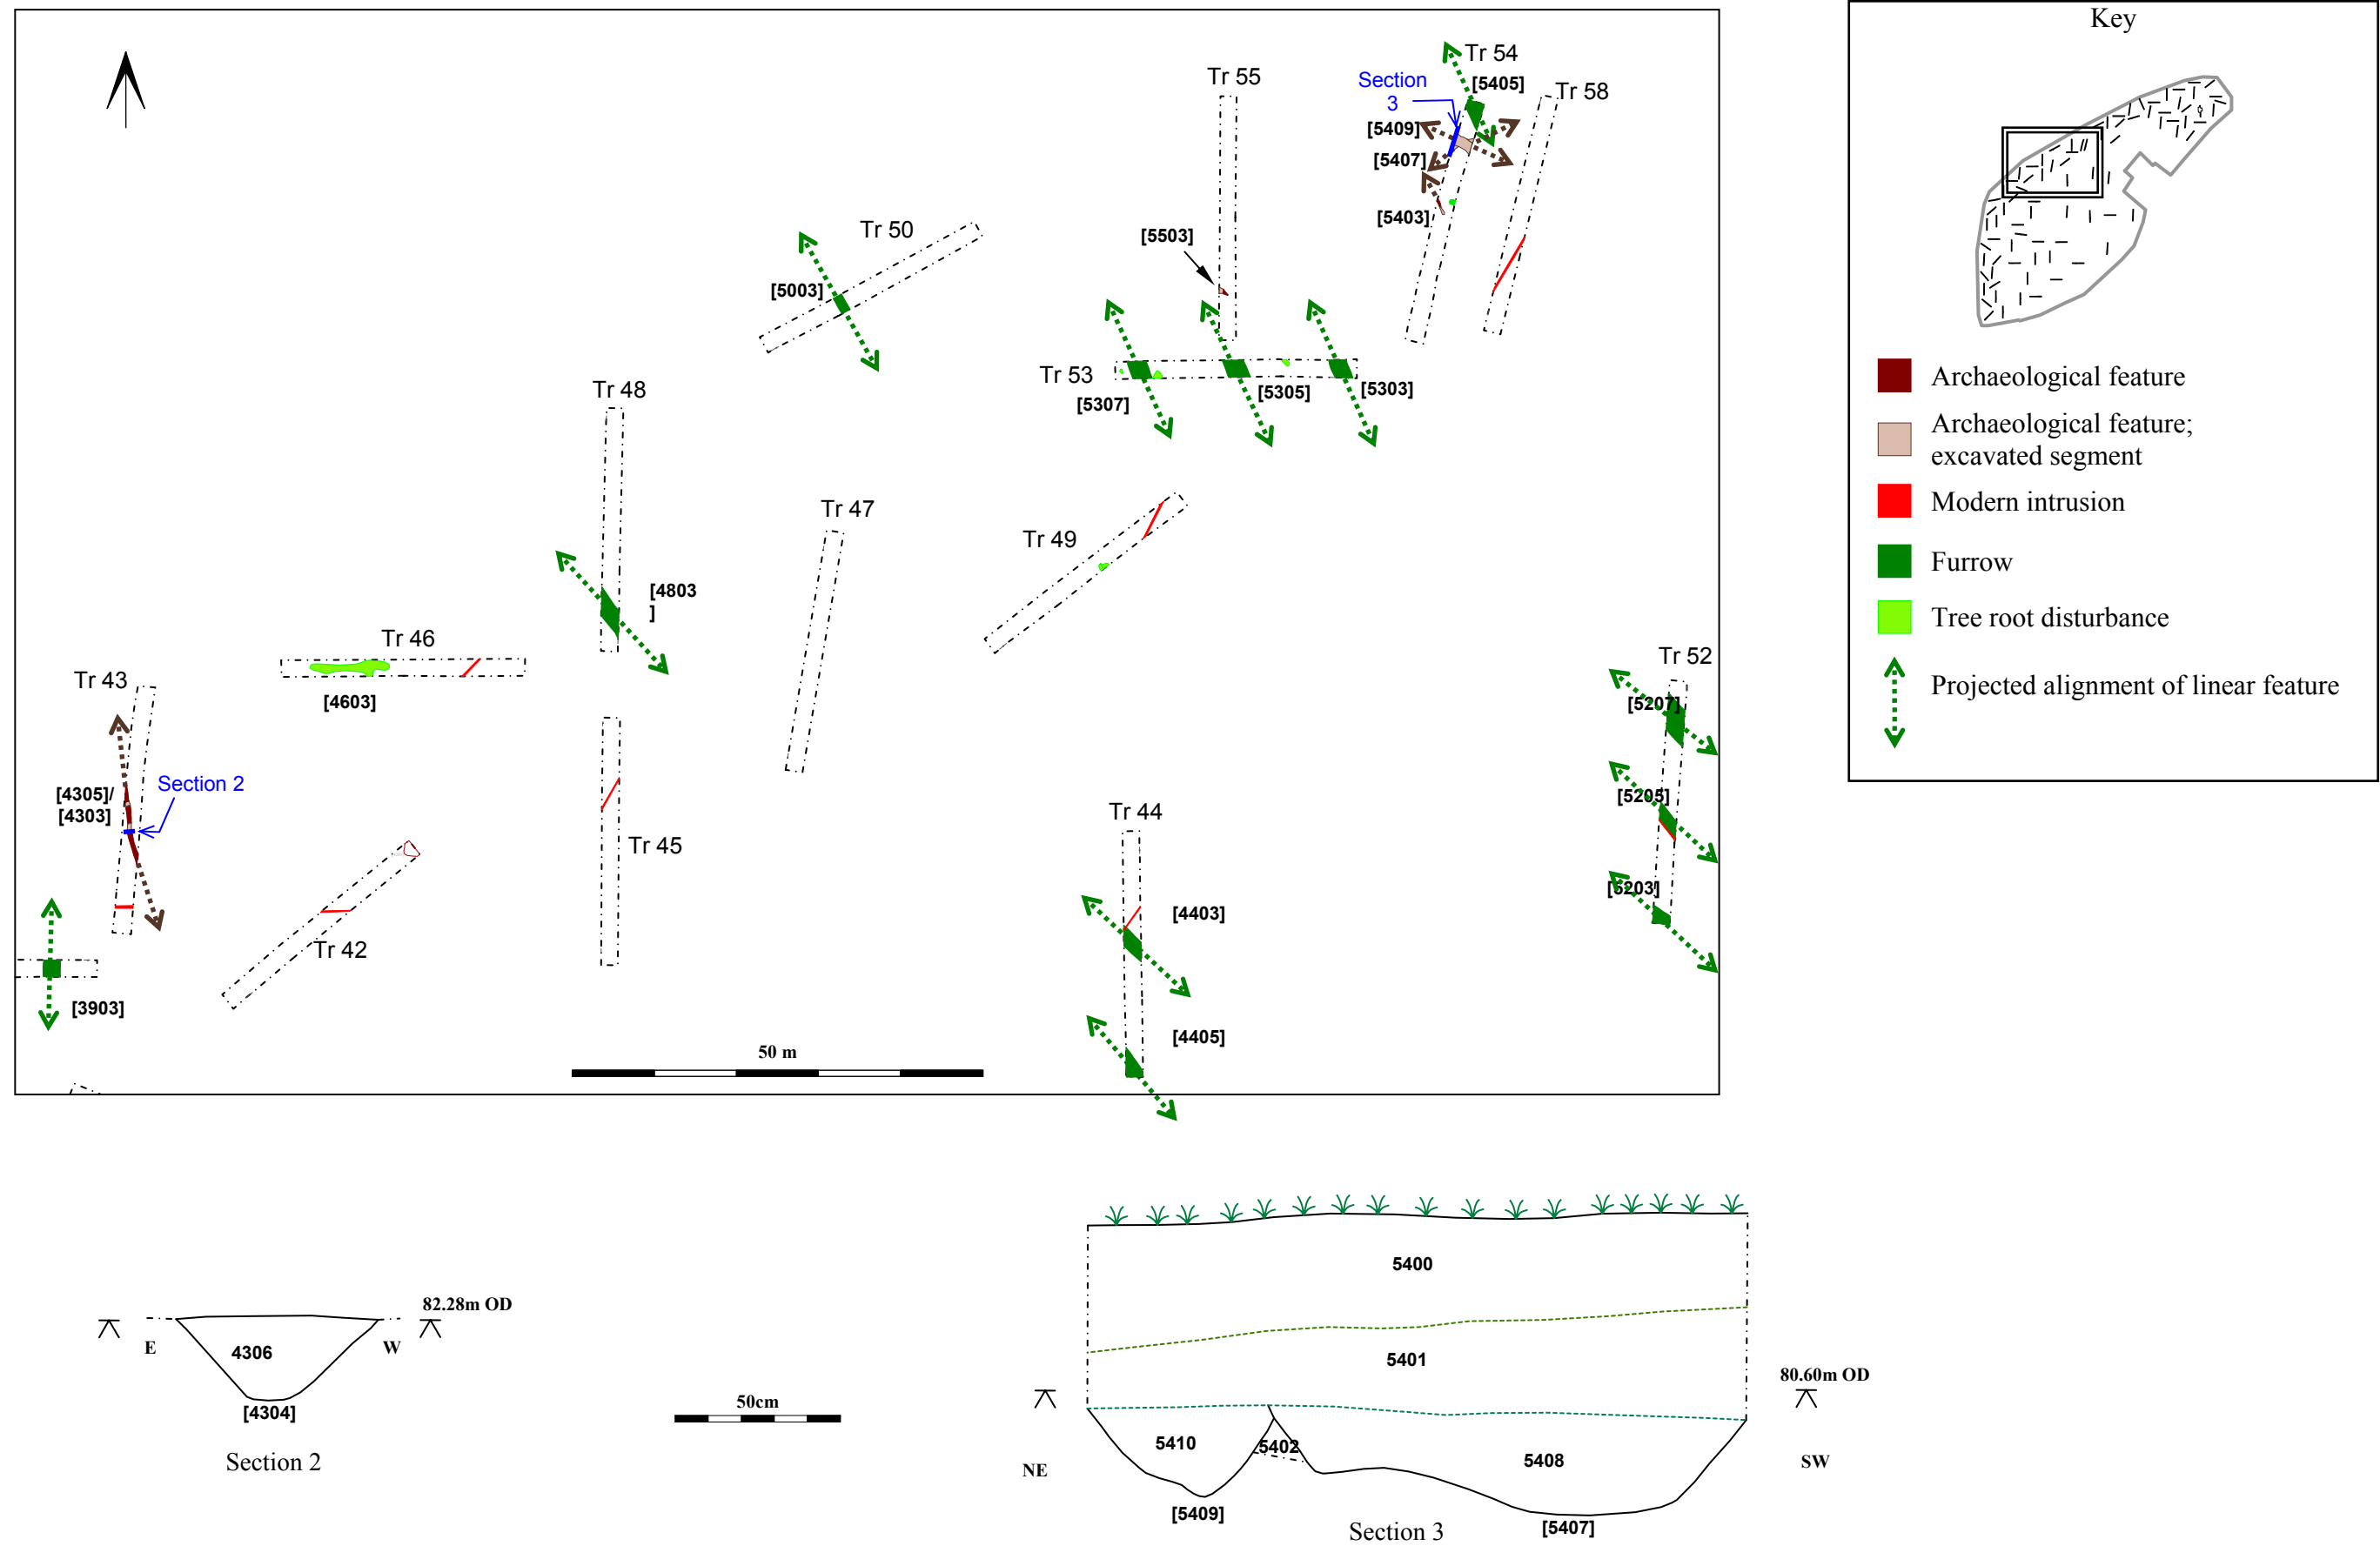 Key
Tr 54
Tr 55
Section
3
[5405]
Tr 58
[5409]
[5407]
[5403]
Tr 50
[5503]
[5003]
Tr 53
[5307]
[5305]
[5303]
Tr 48
Tr 47
Tr 49
[4803
]
Tr 46
[4603]
Tr 43
Tr 52
[5207]
Section 2
[4305]/
[4303]
[5205]
Tr 44
Tr 45
[5203]
[4403]
Tr 42
[3903]
[4405]
50 m
Archaeological feature
Archaeological feature;
excavated segment
Modern intrusion
Furrow
Tree root disturbance
Projected alignment of linear feature
82.28m OD
E
W
4306
[4304]
Section 2
50cm
5400
5401
80.60m OD
5410
5402
5408
NE
SW
[5409]
[5407]
Section 3